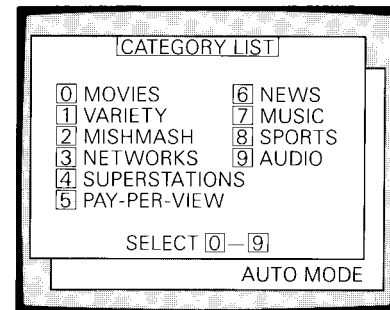 CATEGORY LIST
0 MOVIES 6 NEWS
1 VARIETY 7 MUSIC
2 MISHMASH 8 SPORTS
3 NETWORKS 9 AUDIO
4 SUPERSTATIONS
5 PAY-PER-VIEW
SELECT 0–9
AUTO MODE